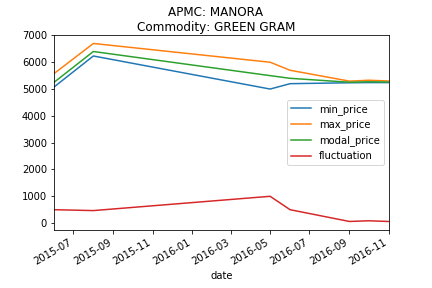 APMC: MANORA
Commodity: GREEN GRAM
7000
6000
5000
4000
3000
2000
1000
0
min_price
max_price
modal_price
fluctuation
2015-07
2015-09
2015-11
2016-01
2016-03
2016-05
2016-07
2016-09
2016-11
date